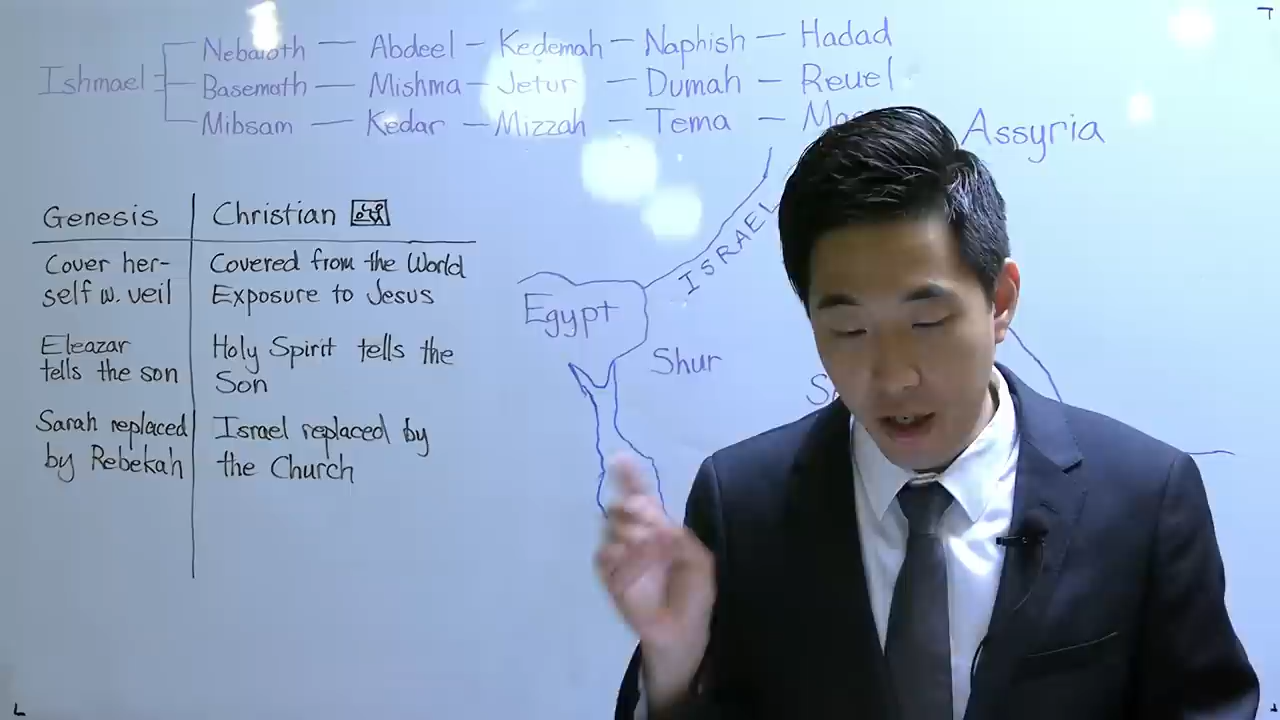 Nebaioth — Abdeel — Kedemah — Naphish — Hadad
Ishmael
Basemath — Mishma — Jetur — Dumah — Reuel
Mibsam — Kedar — Mizzah — Tema —
Assyria
Genesis
Christian
Cover her-
self w. veil
Covered from the World
Exposure to Jesus
Eleazar
tells the son
Holy Spirit tells the
Son
Sarah replaced
by Rebekah
Israel replaced by
the Church
ISRAEL
Egypt
Shur